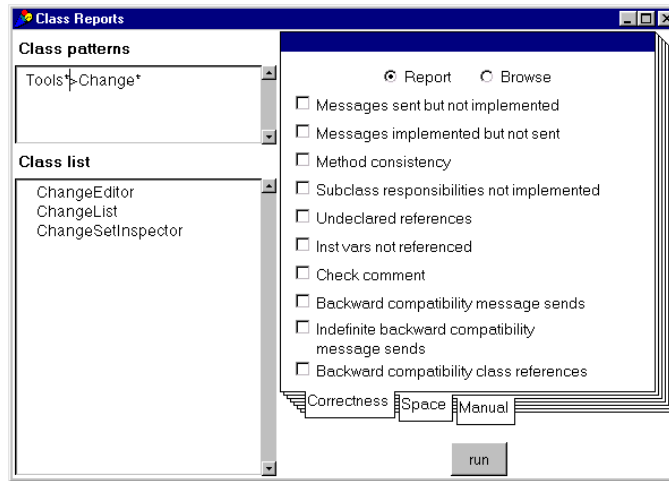 Class Reports
Class patterns
Tools*>Change*
Class list
ChangeEditor
ChangeList
ChangeSetInspector
Report Browse
Messages sent but not implemented
Messages implemented but not sent
Method consistency
Subclass responsibilities not implemented
Undeclared references
Inst vars not referenced
Check comment
Backward compatibility message sends
Indefinite backward compatibility
message sends
Backward compatibility class references
Correctness Space Manual
run